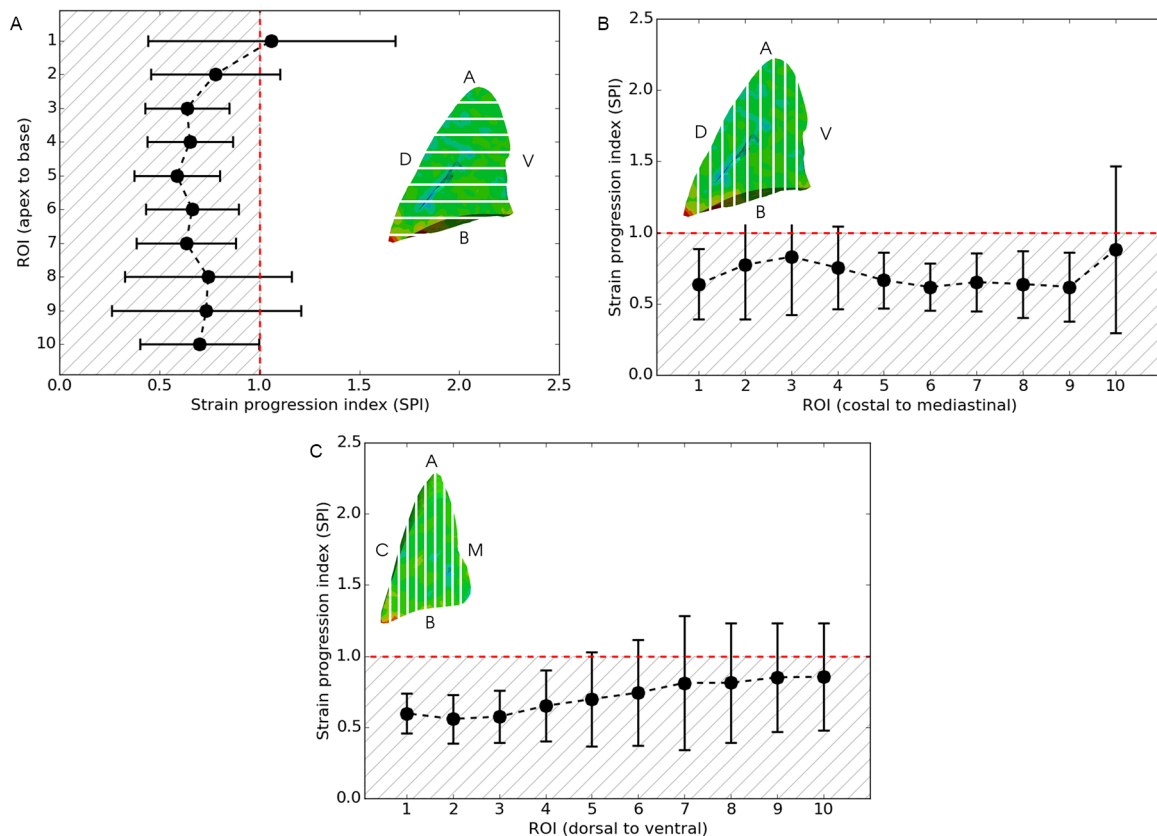 A
ROI (apex to base)
1
2
3
4
5
6
7
8
9
10
0.0 0.5 1.0 1.5 2.0 2.5
Strain progression index (SPI)
A
D V
B
B
Strain progression index (SPI)
2.5
2.0
1.5
1.0
0.5
0.0
1 2 3 4 5 6 7 8 9 10
ROI (costal to mediastinal)
A
D V
B
C
Strain progression index (SPI)
2.5
2.0
1.5
1.0
0.5
0.0
1 2 3 4 5 6 7 8 9 10
ROI (dorsal to ventral)
A
C M
B